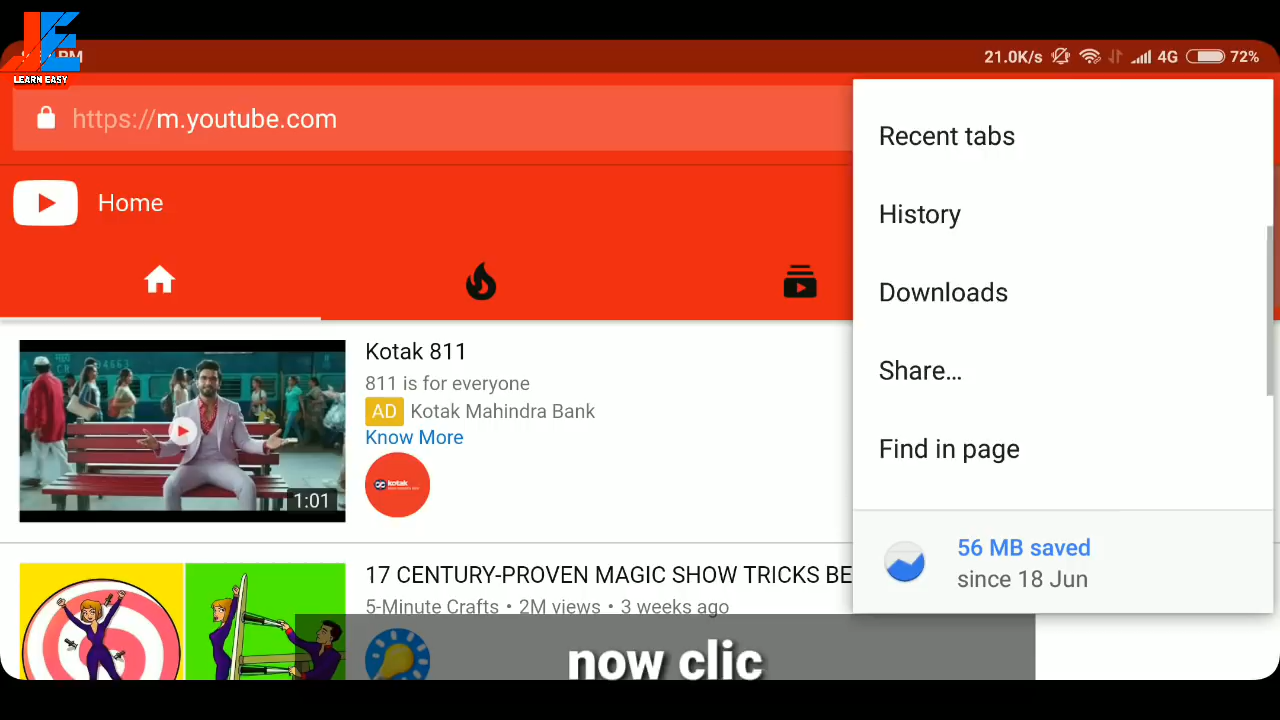 LEARN EASY
PM
21.0K/s
4G
72%
https://m.youtube.com
Home
Recent tabs
History
Downloads
Share...
Find in page
56 MB saved
since 18 Jun
Kotak 811
811 is for everyone
AD Kotak Mahindra Bank
Know More
kotak
1:01
17 CENTURY-PROVEN MAGIC SHOW TRICKS BE
5-Minute Crafts • 2M views • 3 weeks ago
now clic